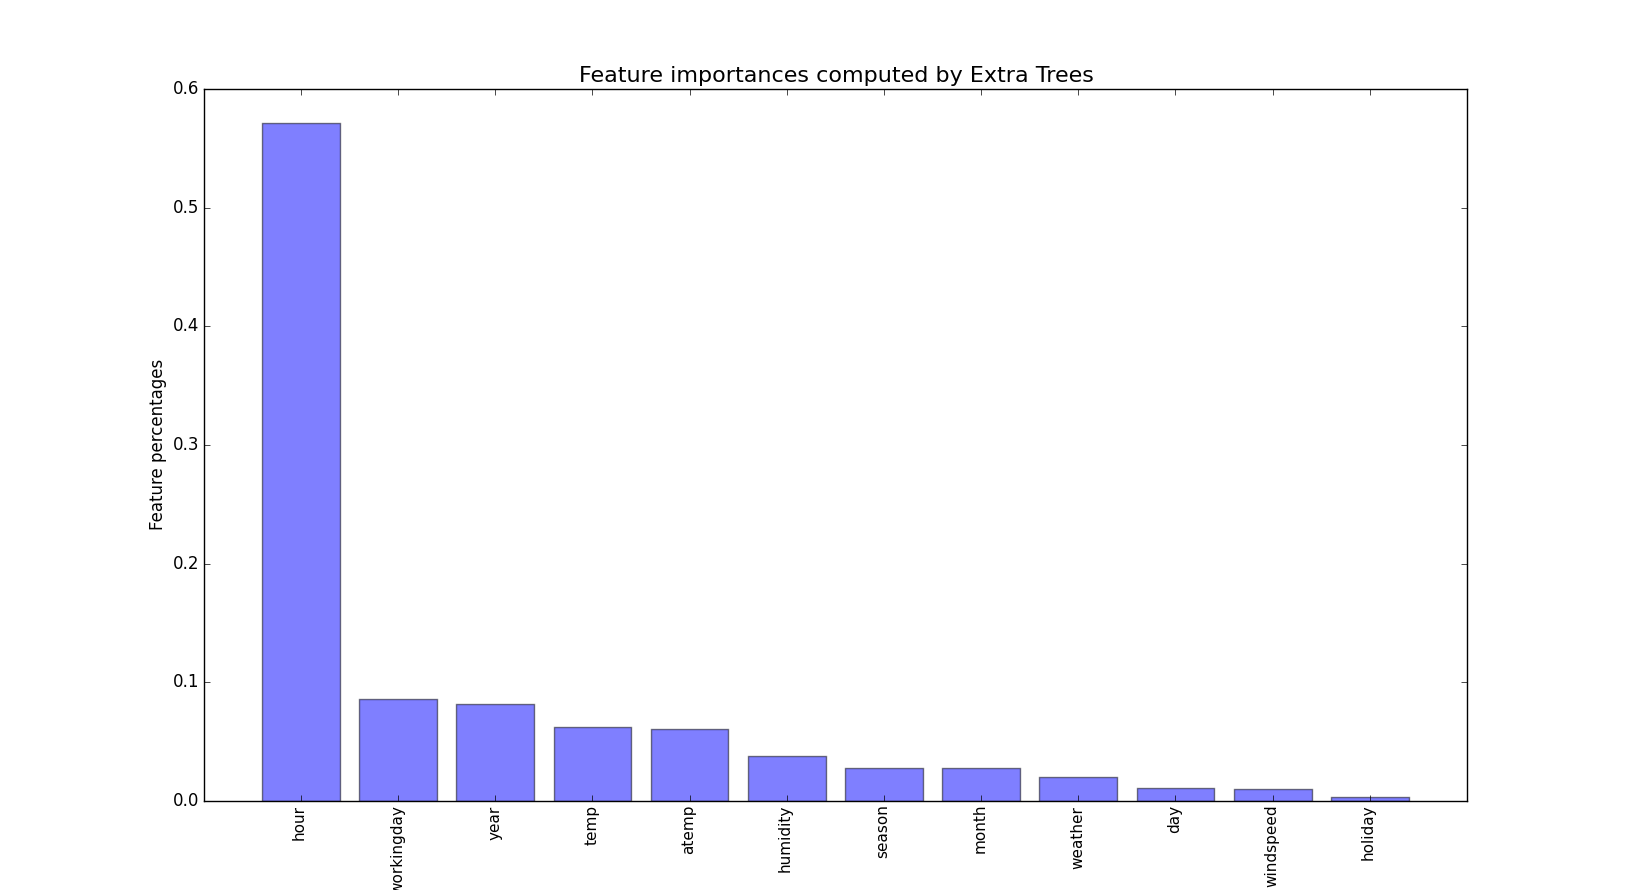 Feature importances computed by Extra Trees
0.6
0.5
0.4
0.3
0.2
0.1
0.0
Feature percentages
hour
workingday
year
temp
atemp
humidity
season
month
weather
day
windspeed
holiday